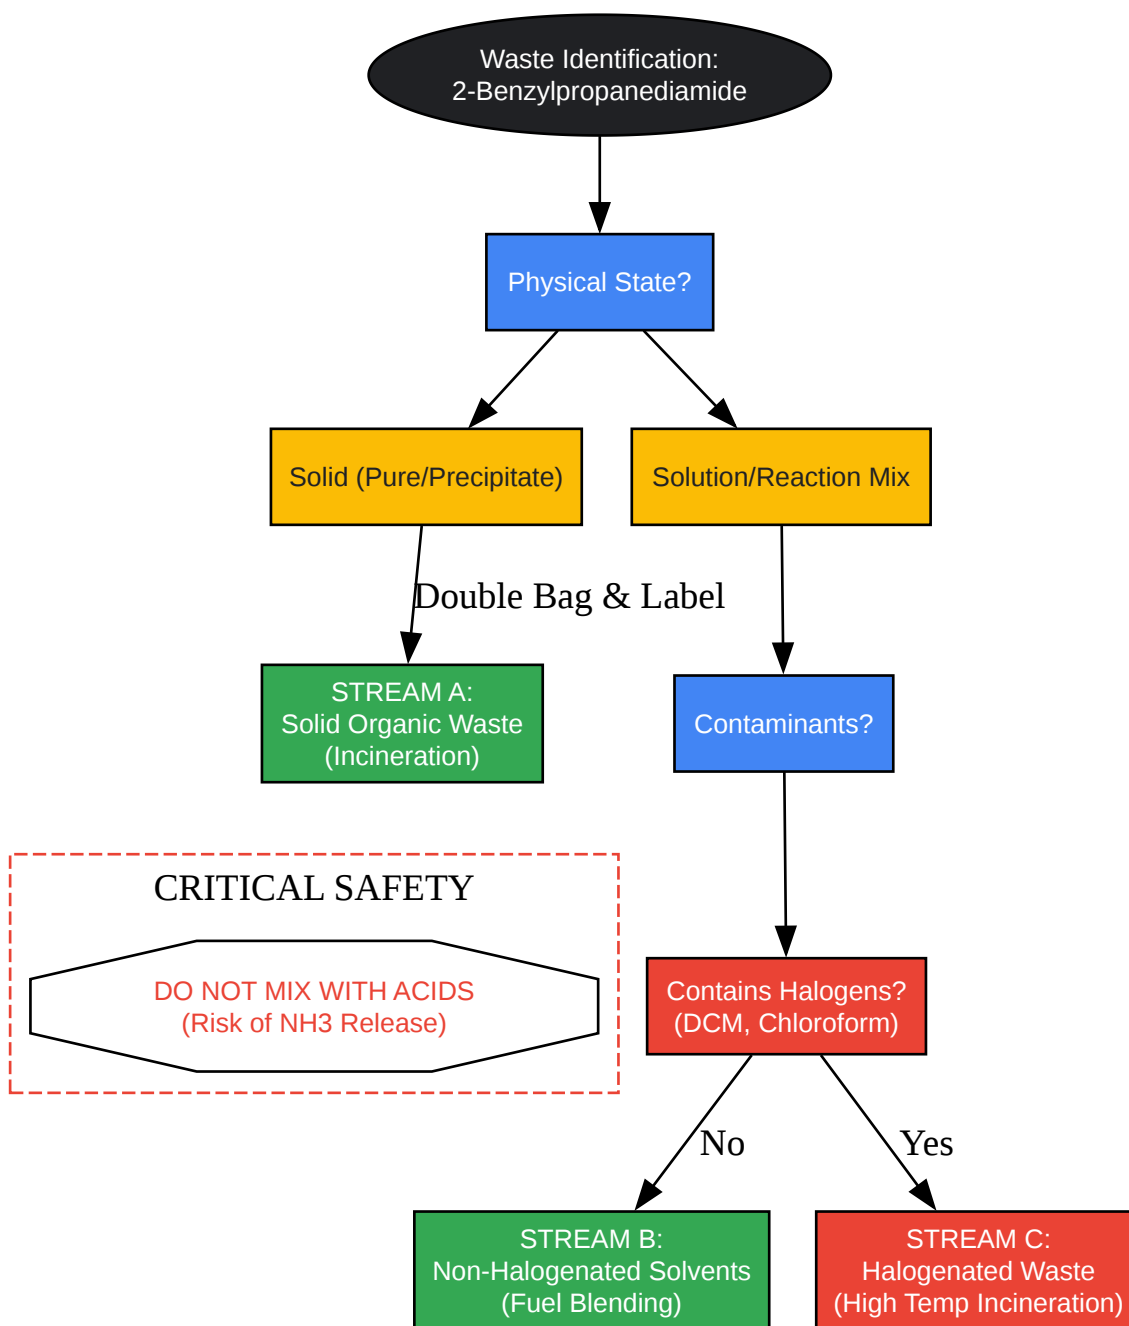 Waste Identification:
2-Benzylpropanediamide
Physical State?
Solid (Pure/Precipitate)
Solution/Reaction Mix
Double Bag & Label
STREAM A:
Solid Organic Waste
(Incineration)
Contaminants?
CRITICAL SAFETY
DO NOT MIX WITH ACIDS
(Risk of NH3 Release)
Contains Halogens?
(DCM, Chloroform)
No
Yes
STREAM B:
Non-Halogenated Solvents
(Fuel Blending)
STREAM C:
Halogenated Waste
(High Temp Incineration)